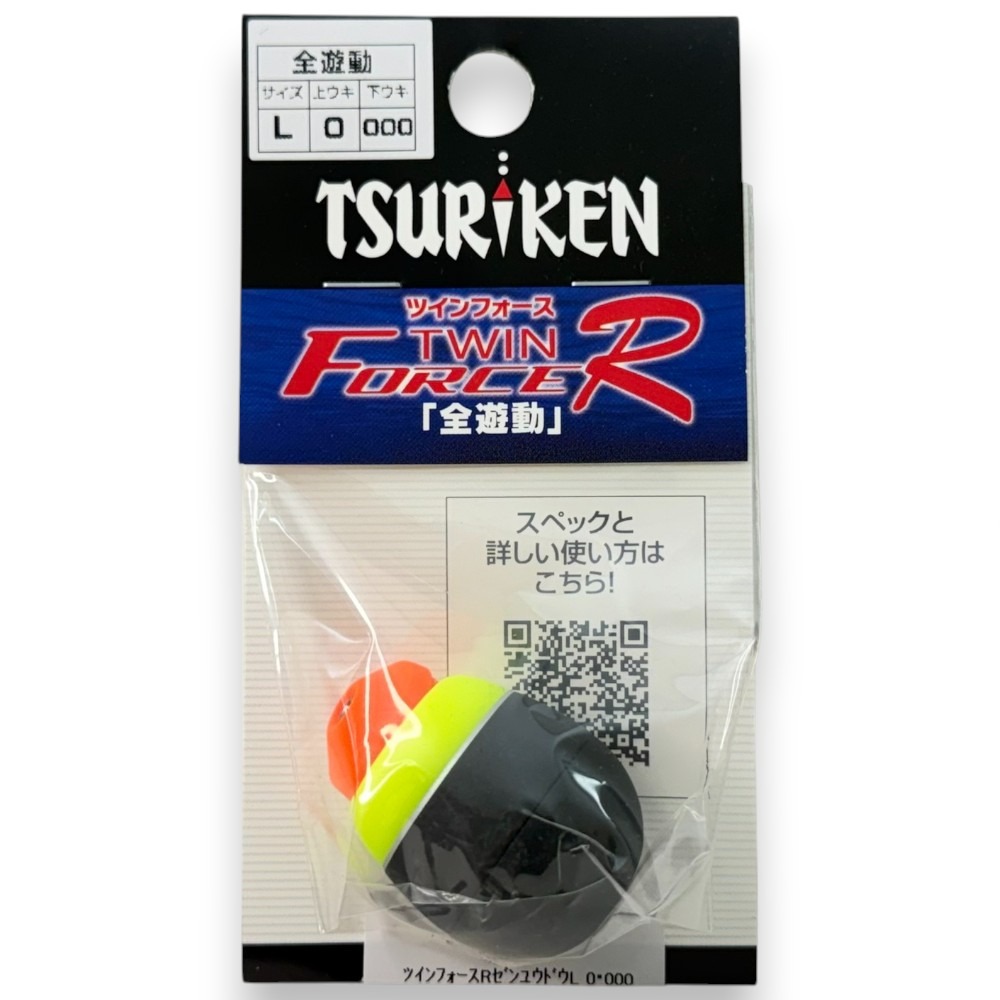 全遊動
サイズ 上ウキ 下ウキ
L 0 000
TSURIKEN
ツインフォース
TWIN
FORCE R
「全遊動」
スペックと
詳しい使い方は
こちら!
ツインフォースRゼンユウドウL 0・000